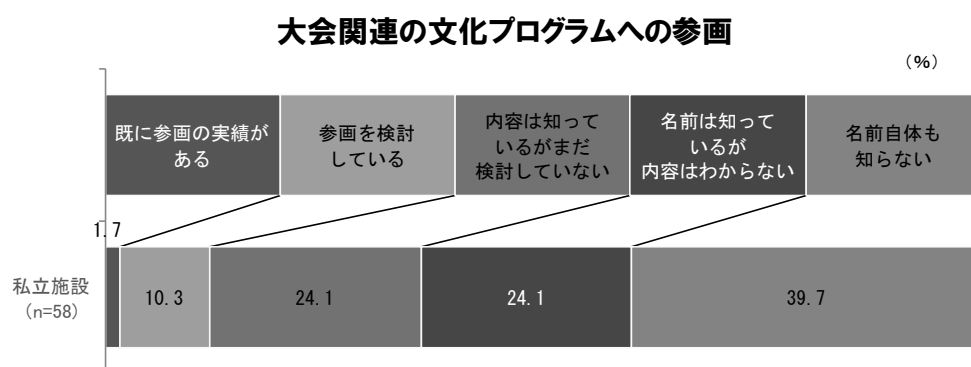 大会関連の文化プログラムへの参画
（%）
既に参画の実績が
ある
参画を検討
している
内容は知って
いるがまだ
検討していない
名前は知って
いるが
内容はわからない
名前自体も
知らない
1.7
私立施設
（n=58）
10.3
24.1
24.1
39.7